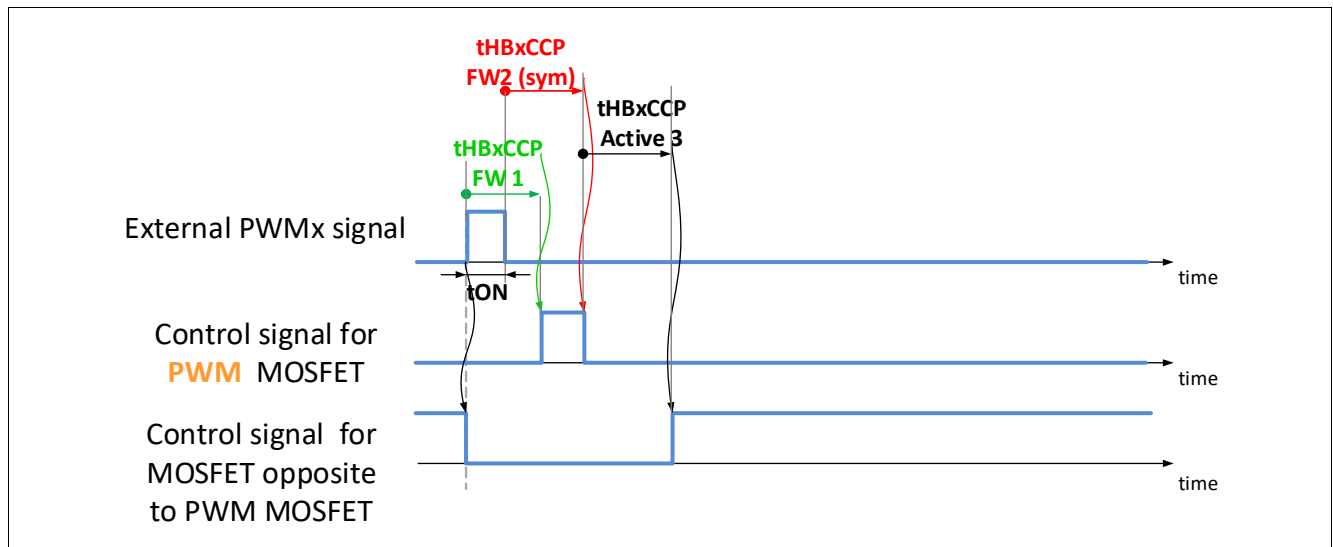 tHBxCCP
FW2 (sym)
tHBxCCP
Active 3
tHBxCCP
FW 1
External PWMx signal
time
tON
Control signal for
PWM MOSFET
time
Control signal for
MOSFET opposite
to PWM MOSFET
time